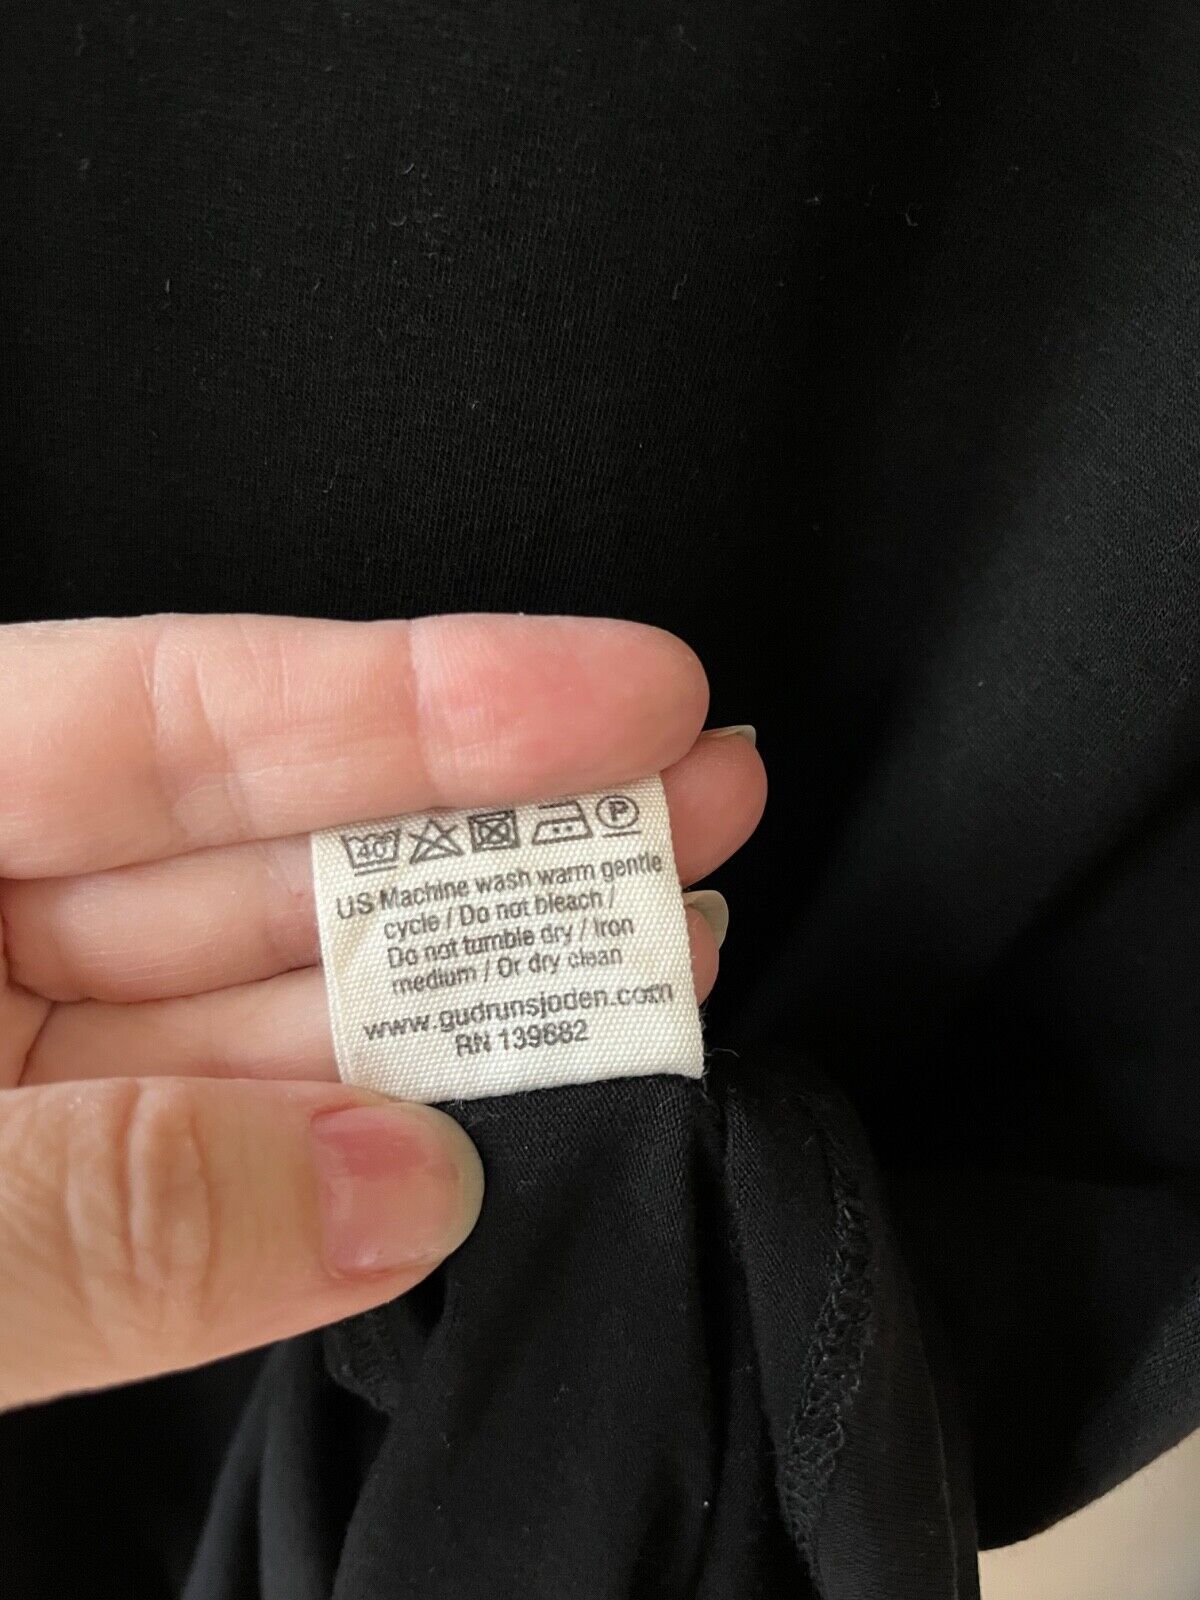 40
P
US Machine wash warm gentle
cycle / Do not bleach /
Do not tumble dry / Iron
medium / Or dry clean
www.gudrunsjoden.com
RN 139682